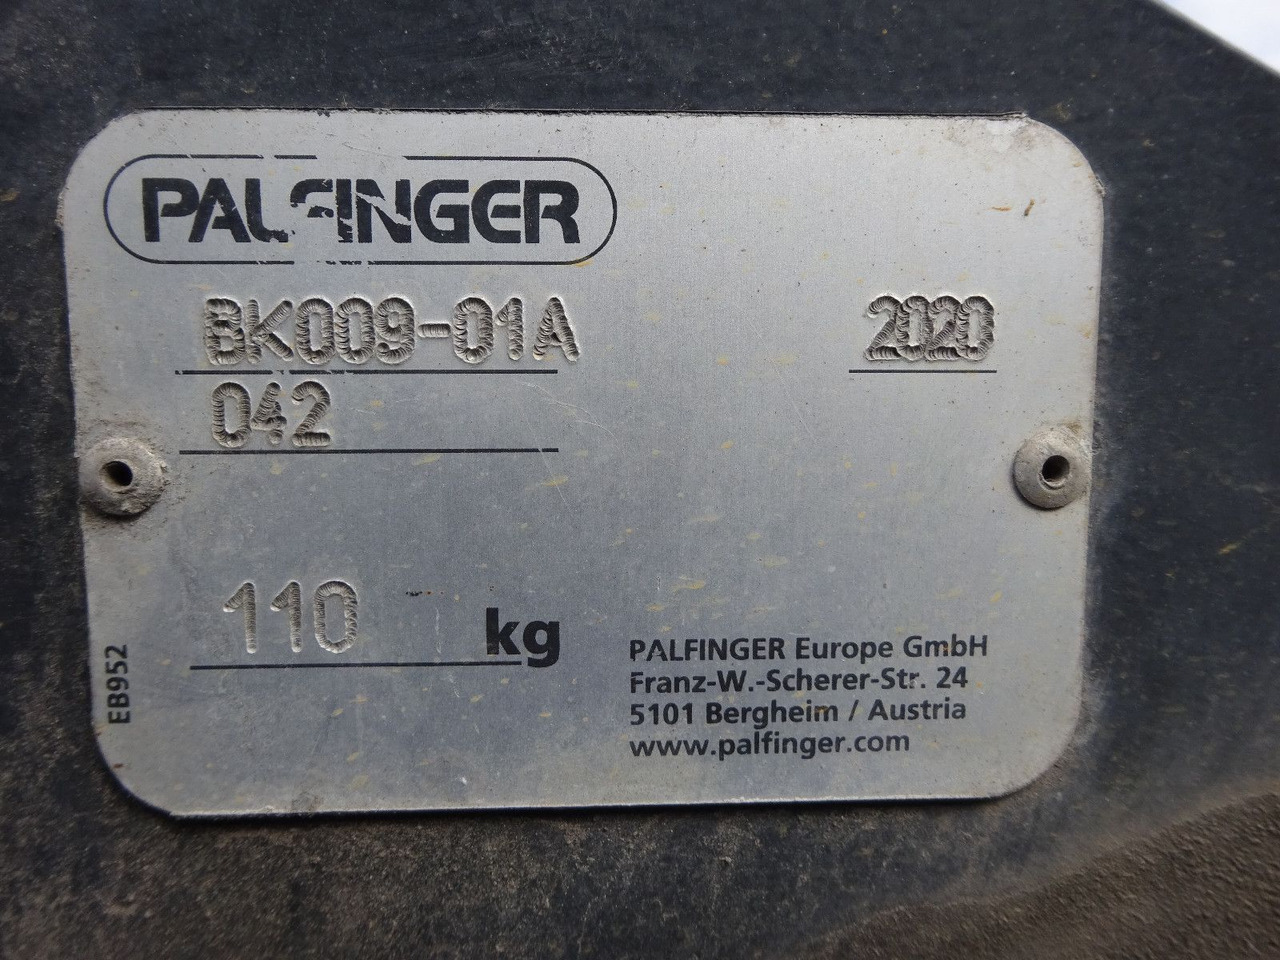 PALFINGER
BK009-01A 2020
042
110 kg
EB952
PALFINGER Europe GmbH
Franz-W.-Scherer-Str. 24
5101 Bergheim / Austria
www.palfinger.com